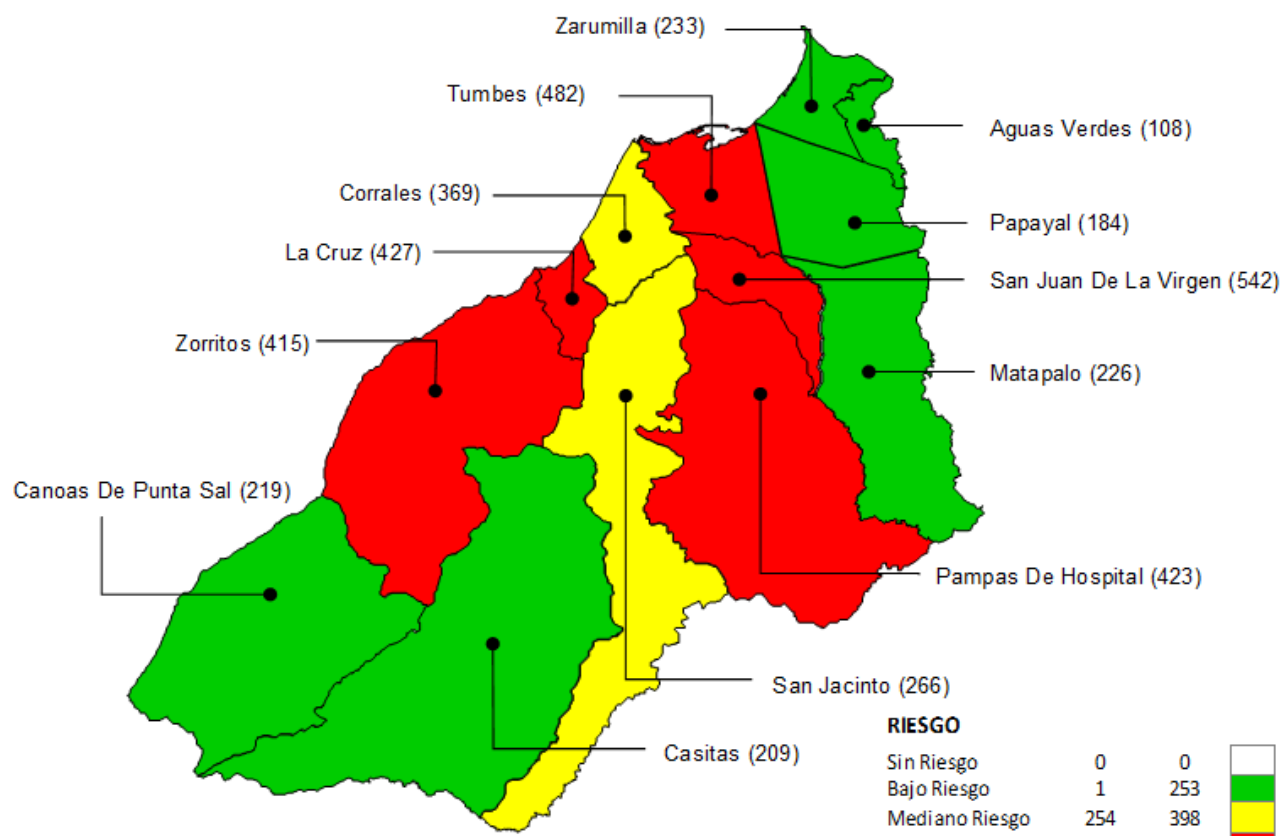 Zarumilla (233)
Tumbes (482)
Aguas Verdes (108)
Corrales (369)
Papayal (184)
La Cruz (427)
San Juan De La Virgen (542)
Zorritos (415)
Matapalo (226)
Canoas De Punta Sal (219)
Pampas De Hospital (423)
San Jacinto (266)
Casitas (209)
RIESGO
Sin Riesgo 0 0
Bajo Riesgo 1 253
Mediano Riesgo 254 398